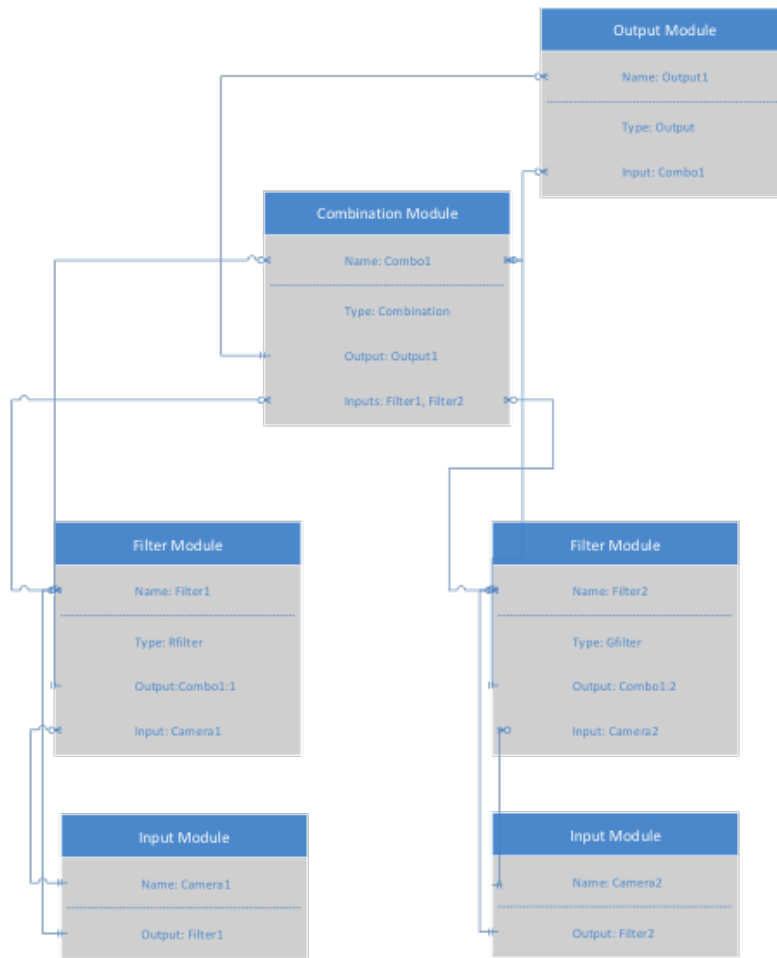 Output Module
Name: Output1
Type: Output
Input: Combo1
Combination Module
Name: Combo1
Type: Combination
Output: Output1
Inputs: Filter1, Filter2
Filter Module
Name: Filter1
Type: Rfilter
Output:Combo1:1
Input: Camera1
Filter Module
Name: Filter2
Type: Gfilter
Output: Combo1:2
Input: Camera2
Input Module
Name: Camera1
Output: Filter1
Input Module
Name: Camera2
Output: Filter2